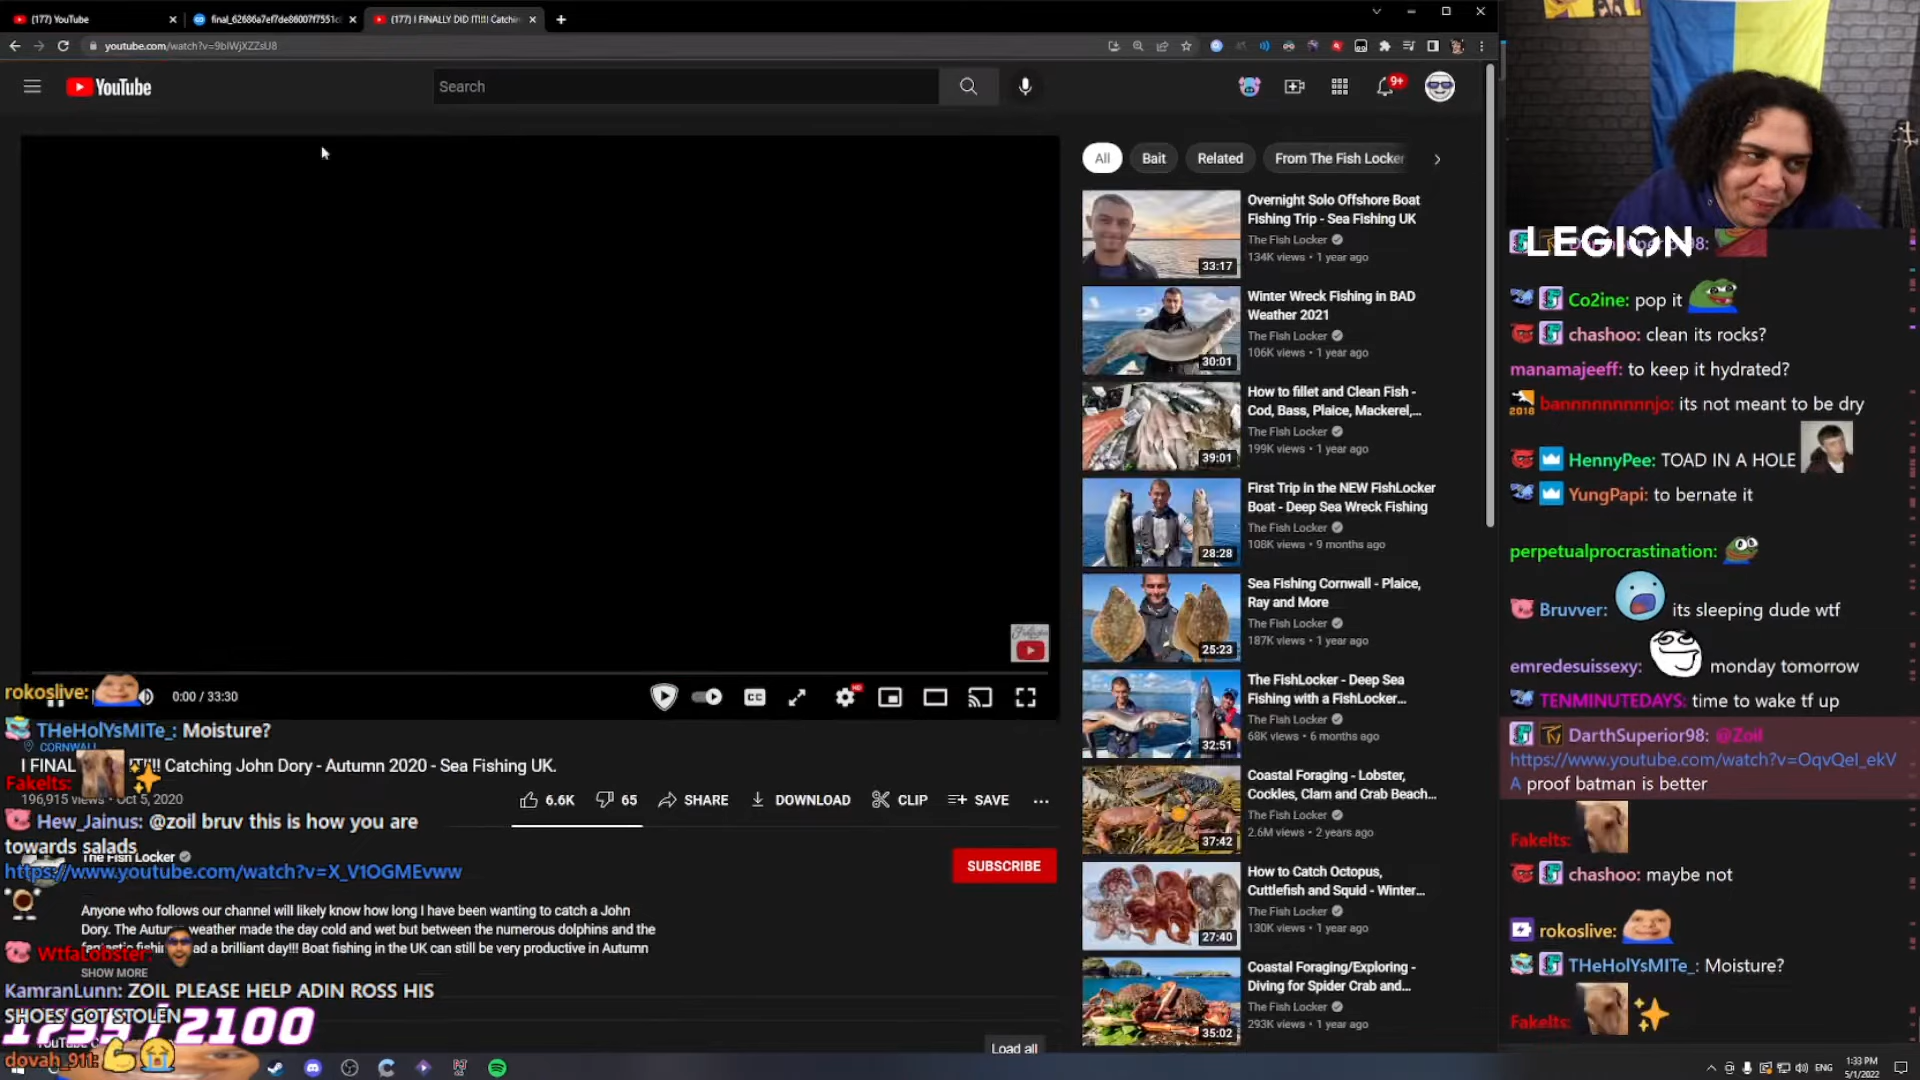 (177) YouTube
final_62686a7ef7de86007f7551c
(177) I FINALLY DID IT!!!! Catchin
youtube.com/watch?v=9bIWjXZZsU8
YouTube
Search
9+
All
Bait
Related
From The Fish Locker
Overnight Solo Offshore Boat
Fishing Trip - Sea Fishing UK
The Fish Locker
134K views • 1 year ago
33:17
Winter Wreck Fishing in BAD
Weather 2021
The Fish Locker
106K views • 1 year ago
30:01
How to fillet and Clean Fish -
Cod, Bass, Plaice, Mackerel,...
The Fish Locker
199K views • 1 year ago
39:01
First Trip in the NEW FishLocker
Boat - Deep Sea Wreck Fishing
The Fish Locker
108K views • 9 months ago
28:28
Sea Fishing Cornwall - Plaice,
Ray and More
The Fish Locker
187K views • 1 year ago
25:23
The FishLocker - Deep Sea
Fishing with a FishLocker...
The Fish Locker
68K views • 6 months ago
32:51
Coastal Foraging - Lobster,
Cockles, Clam and Crab Beach...
The Fish Locker
2.6M views • 2 years ago
37:42
How to Catch Octopus,
Cuttlefish and Squid - Winter...
The Fish Locker
130K views • 1 year ago
27:40
Coastal Foraging/Exploring -
Diving for Spider Crab and...
The Fish Locker
293K views • 1 year ago
35:02
Load all
0:00 / 33:30
CC
HD
rokoslive:
THeHolYsMITe_: Moisture?
CORNWALL
I FINAL IT!!!! Catching John Dory - Autumn 2020 - Sea Fishing UK.
Fakelts:
196,915 views • Oct 5, 2020
6.6K
65
SHARE
DOWNLOAD
CLIP
SAVE
Hew_Jainus: @zoil bruv this is how you are
towards salads
The Fish Locker
https://www.youtube.com/watch?v=X_V1OGMEvww
SUBSCRIBE
Anyone who follows our channel will likely know how long I have been wanting to catch a John
Dory. The Autumn weather made the day cold and wet but between the numerous dolphins and the
fantastic fishing had a brilliant day!!! Boat fishing in the UK can still be very productive in Autumn
WtfaLobster:
SHOW MORE
KamranLunn: ZOIL PLEASE HELP ADIN ROSS HIS
SHOES GOT STOLEN
/ 2100
dovah_911:
LEGION
DarthSuperior98:
Co2ine: pop it
chashoo: clean its rocks?
manamajeeff: to keep it hydrated?
2018
bannnnnnnnnjo: its not meant to be dry
HennyPee: TOAD IN A HOLE
YungPapi: to bernate it
perpetualprocrastination:
Bruvver: its sleeping dude wtf
emredesuissexy: monday tomorrow
TENMINUTEDAYS: time to wake tf up
DarthSuperior98: @Zoil
https://www.youtube.com/watch?v=OqvQeI_ekV
A proof batman is better
Fakelts:
chashoo: maybe not
rokoslive:
THeHolYsMITe_: Moisture?
Fakelts:
ENG
1:33 PM
5/1/2022